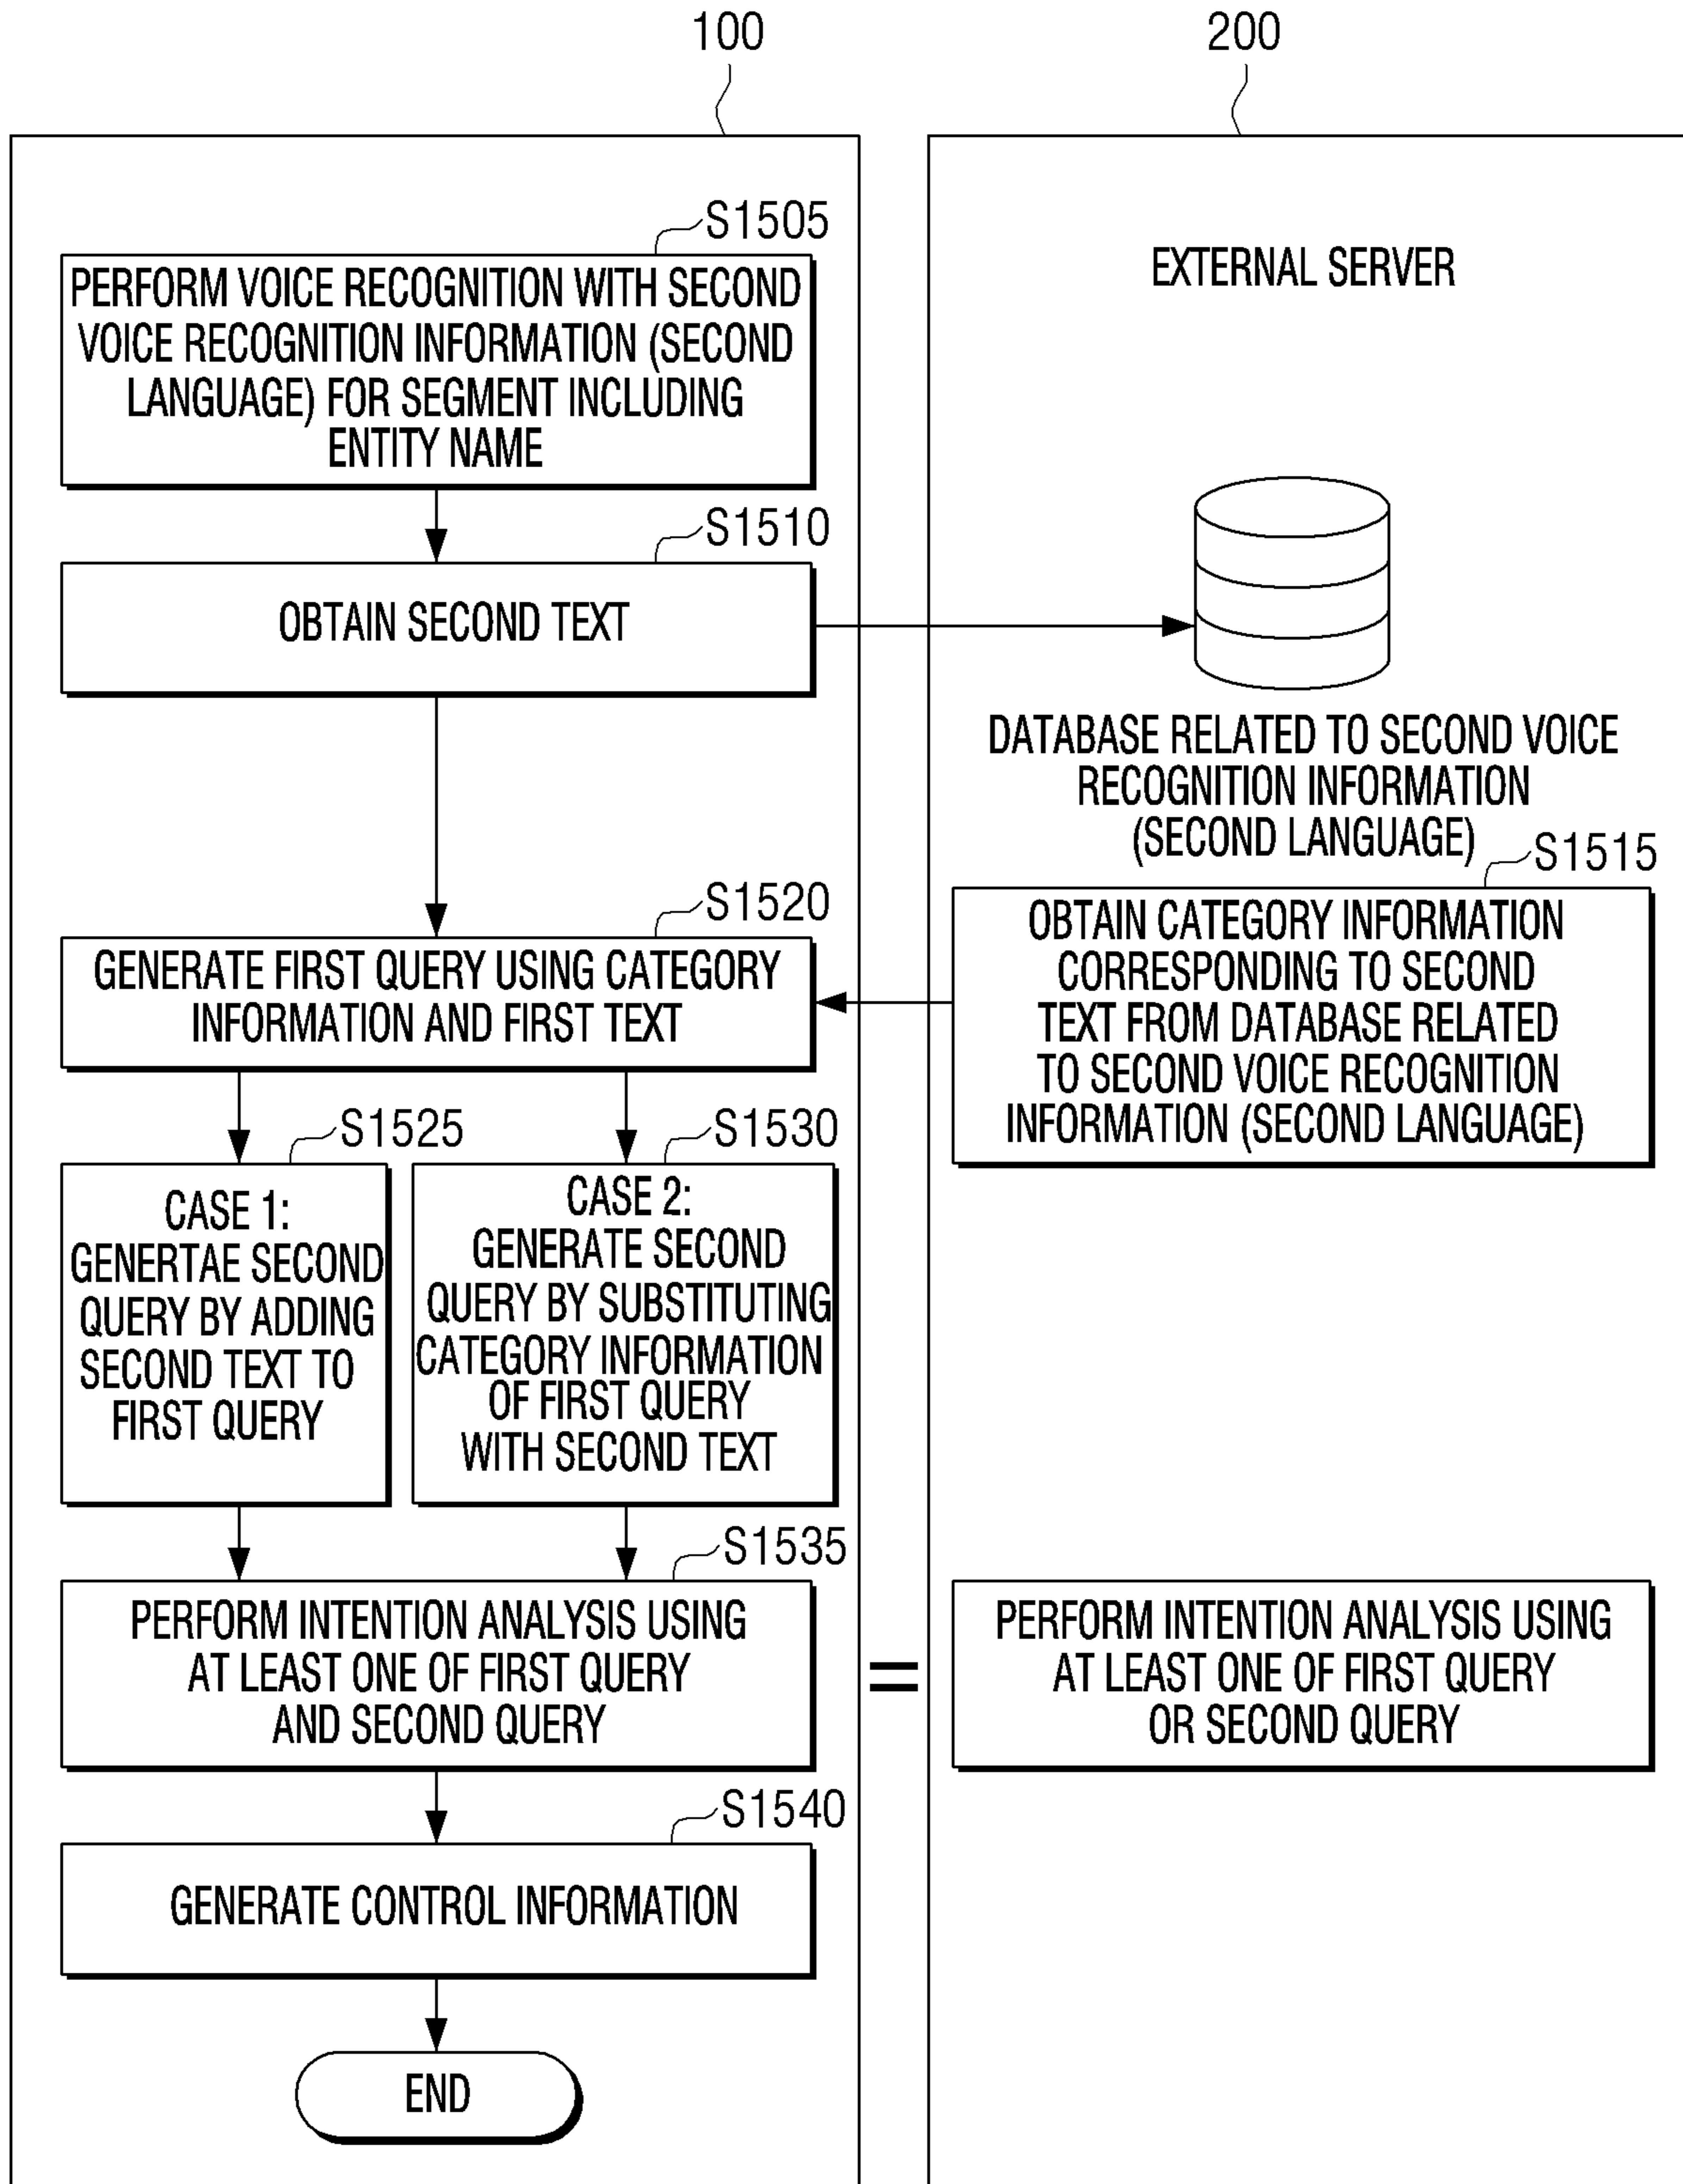 100
200
S1505
PERFORM VOICE RECOGNITION WITH SECOND
VOICE RECOGNITION INFORMATION (SECOND
LANGUAGE) FOR SEGMENT INCLUDING
ENTITY NAME
EXTERNAL SERVER
S1510
OBTAIN SECOND TEXT
DATABASE RELATED TO SECOND VOICE
RECOGNITION INFORMATION
(SECOND LANGUAGE)
S1515
OBTAIN CATEGORY INFORMATION
CORRESPONDING TO SECOND
TEXT FROM DATABASE RELATED
TO SECOND VOICE RECOGNITION
INFORMATION (SECOND LANGUAGE)
S1520
GENERATE FIRST QUERY USING CATEGORY
INFORMATION AND FIRST TEXT
S1525
CASE 1:
GENERTAE SECOND
QUERY BY ADDING
SECOND TEXT TO
FIRST QUERY
S1530
CASE 2:
GENERATE SECOND
QUERY BY SUBSTITUTING
CATEGORY INFORMATION
OF FIRST QUERY
WITH SECOND TEXT
S1535
PERFORM INTENTION ANALYSIS USING
AT LEAST ONE OF FIRST QUERY
AND SECOND QUERY
=
PERFORM INTENTION ANALYSIS USING
AT LEAST ONE OF FIRST QUERY
OR SECOND QUERY
S1540
GENERATE CONTROL INFORMATION
END